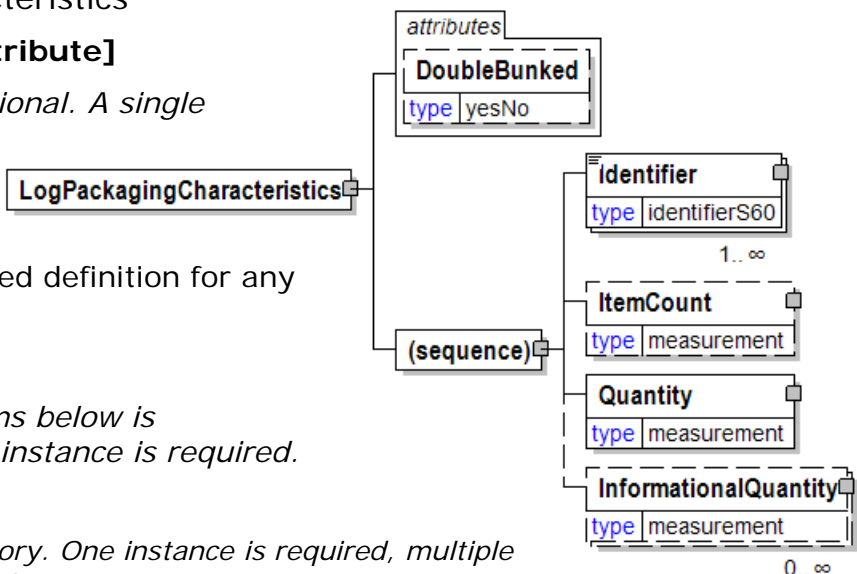 cteristics
tribute]
ional. A single
ed definition for any
ns below is
instance is required.
ory. One instance is required, multiple
LogPackagingCharacteristics
attributes
DoubleBunked
type yesNo
(sequence)
Identifier
type identifierS60
1.. ∞
ItemCount
type measurement
Quantity
type measurement
InformationalQuantity
type measurement
0.. ∞